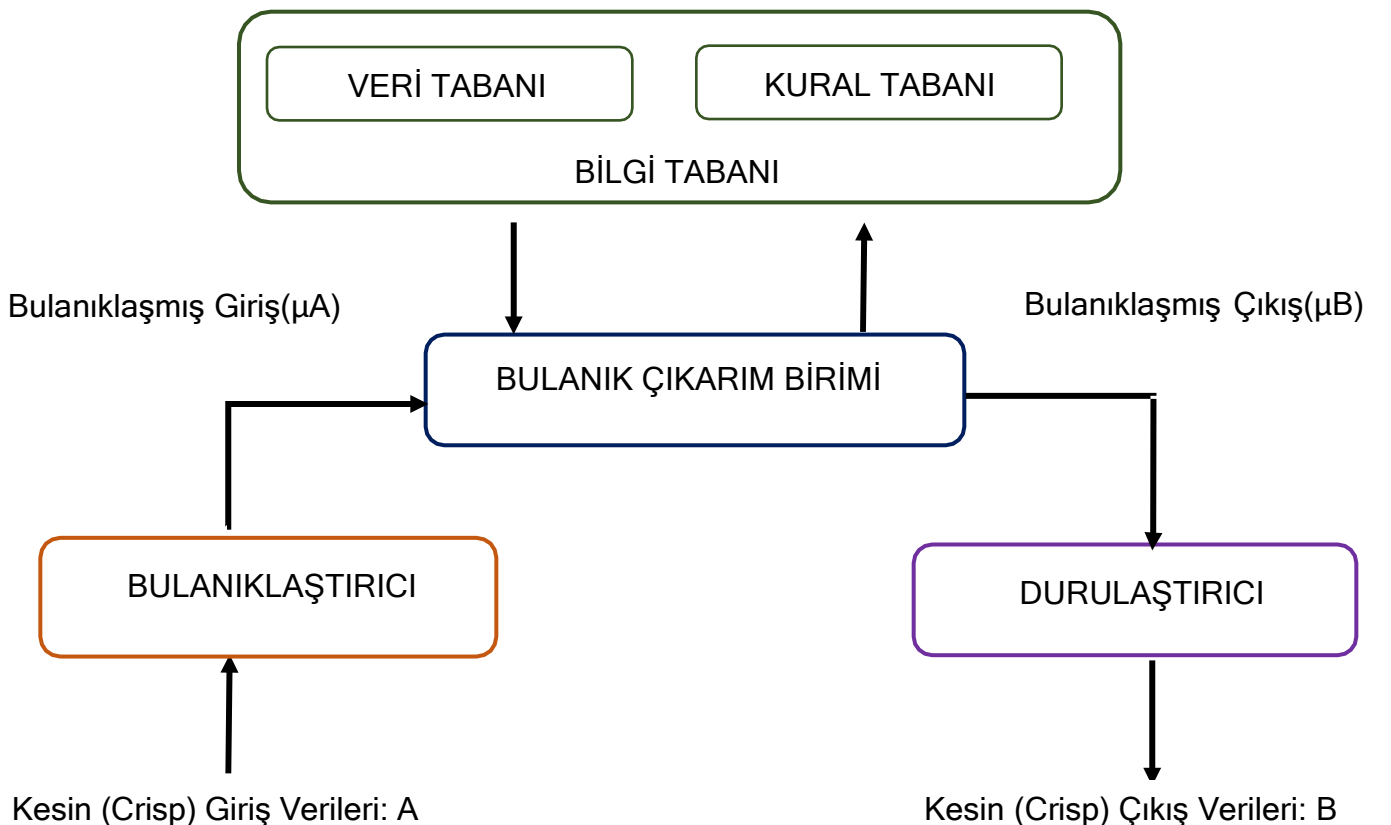 VERİ TABANI
KURAL TABANI
BİLGİ TABANI
Bulanıklaşmış Giriş(µA)
Bulanıklaşmış Çıkış(µB)
BULANIK ÇIKARIM BİRİMİ
BULANIKLAŞTIRICI
DURULAŞTIRICI
Kesin (Crisp) Giriş Verileri: A
Kesin (Crisp) Çıkış Verileri: B